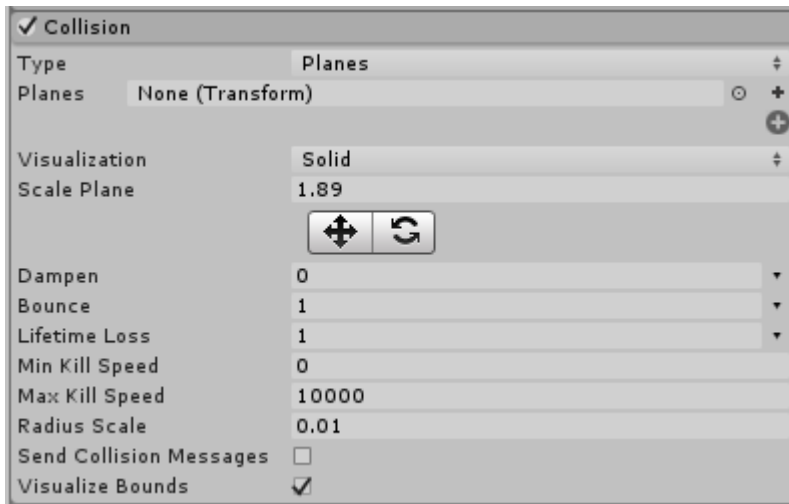 Collision
Type Planes
Planes None (Transform)
Visualization Solid
Scale Plane 1.89
Dampen 0
Bounce 1
Lifetime Loss 1
Min Kill Speed 0
Max Kill Speed 10000
Radius Scale 0.01
Send Collision Messages
Visualize Bounds